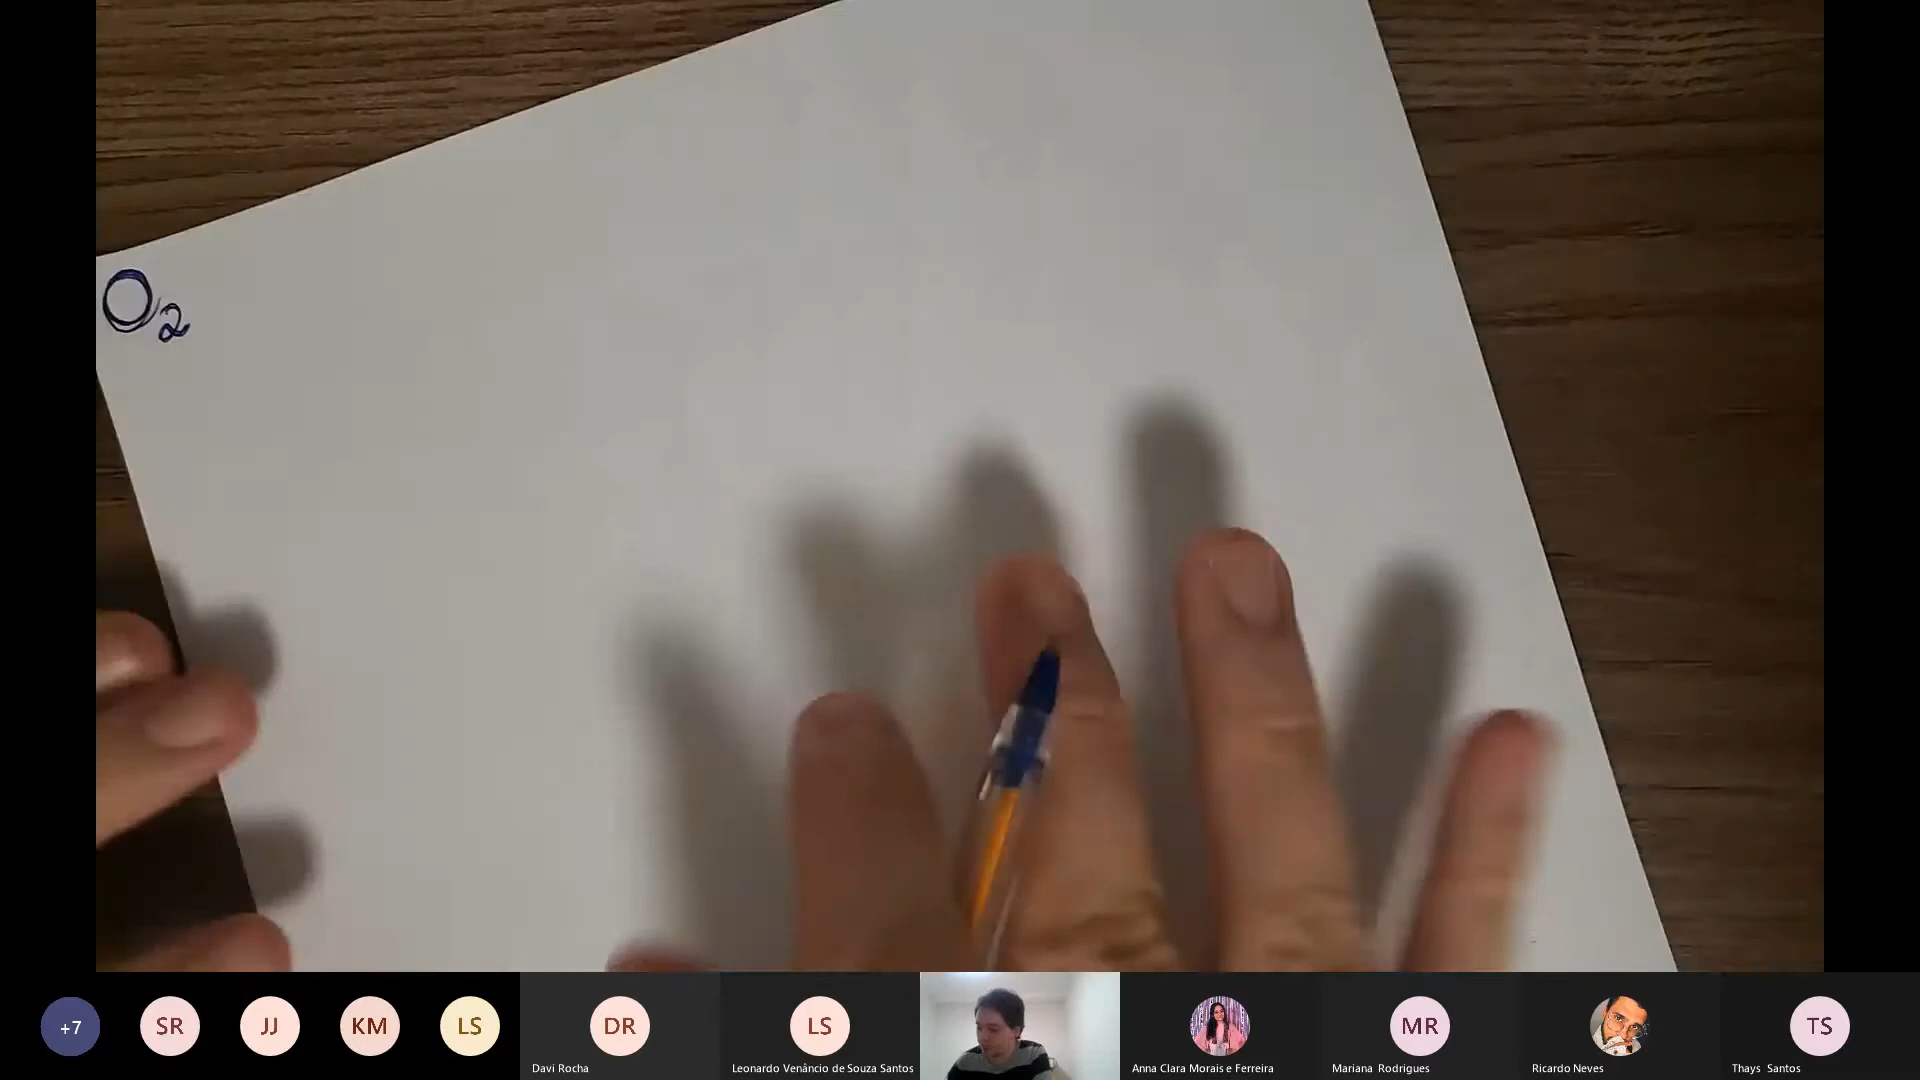 O₂
+7
SR
JJ
KM
LS
DR
LS
MR
TS
Davi Rocha
Leonardo Venâncio de Souza Santos
Anna Clara Morais e Ferreira
Mariana Rodrigues
Ricardo Neves
Thays Santos